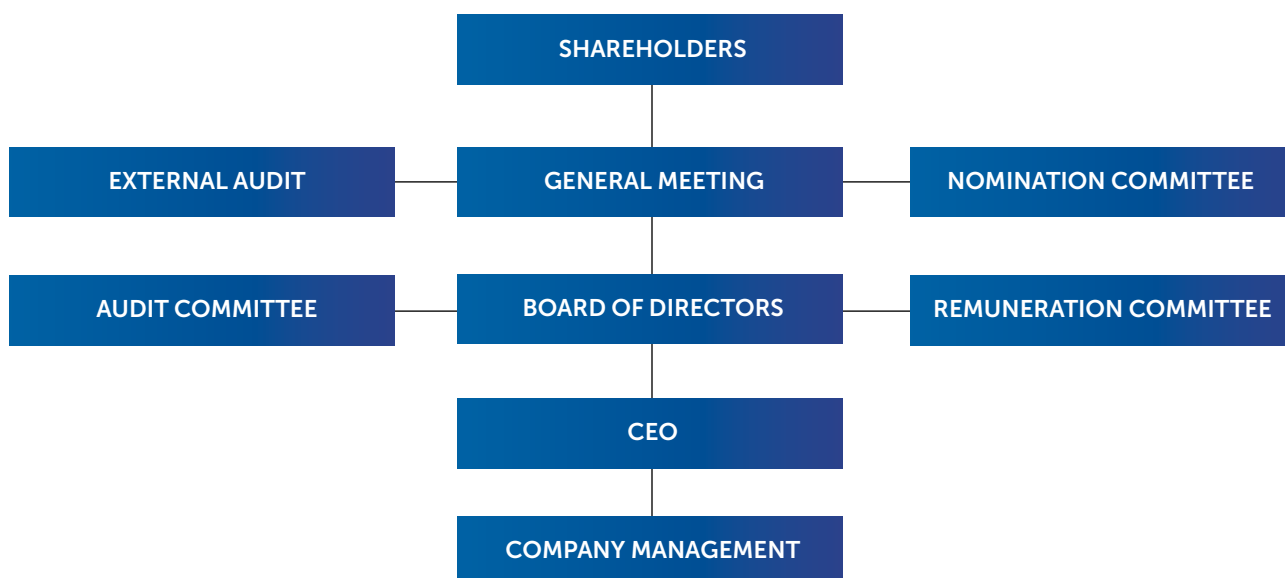 SHAREHOLDERS
EXTERNAL AUDIT
GENERAL MEETING
NOMINATION COMMITTEE
AUDIT COMMITTEE
BOARD OF DIRECTORS
REMUNERATION COMMITTEE
CEO
COMPANY MANAGEMENT